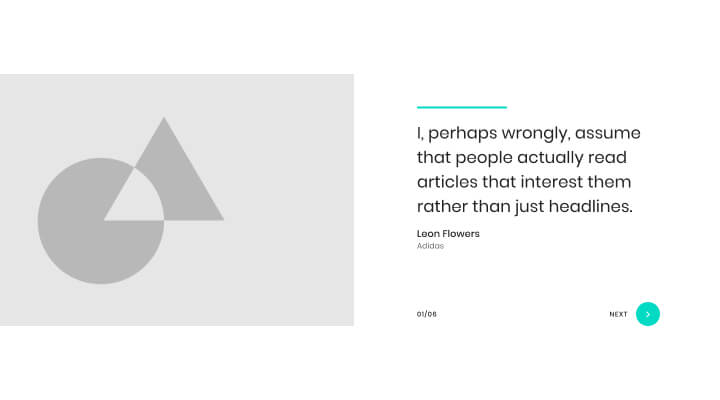 I, perhaps wrongly, assume
that people actually read
articles that interest them
rather than just headlines.
Leon Flowers
Adidas
01/06
NEXT